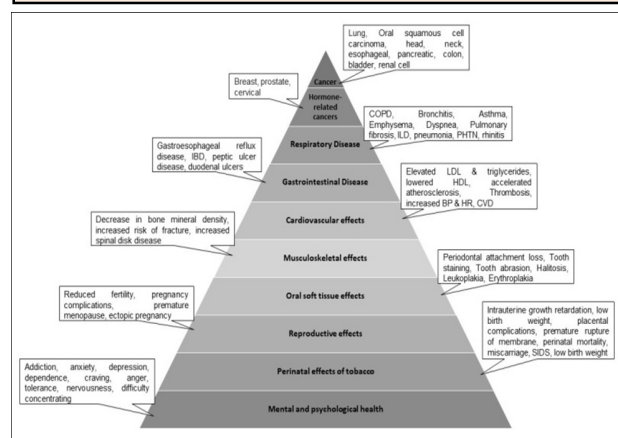 Lung, Oral squamous cell
carcinoma, head, neck,
esophageal, pancreatic, colon,
bladder, renal cell
Cancer
Breast, prostate,
cervical
Hormone-
related
cancers
COPD, Bronchitis, Asthma,
Emphysema, Dyspnea, Pulmonary
fibrosis, ILD, pneumonia, PHTN, rhinitis
Respiratory Disease
Gastroesophageal reflux
disease, IBD, peptic ulcer
disease, duodenal ulcers
Gastrointestinal Disease
Elevated LDL & triglycerides,
lowered HDL, accelerated
atherosclerosis, Thrombosis,
increased BP & HR, CVD
Cardiovascular effects
Decrease in bone mineral density,
increased risk of fracture, increased
spinal disk disease
Musculoskeletal effects
Periodontal attachment loss, Tooth
staining, Tooth abrasion, Halitosis,
Leukoplakia, Erythroplakia
Oral soft tissue effects
Reduced fertility, pregnancy
complications, premature
menopause, ectopic pregnancy
Reproductive effects
Intrauterine growth retardation, low
birth weight, placental
complications, premature rupture
of membrane, perinatal mortality,
miscarriage, SIDS, low birth weight
Perinatal effects of tobacco
Addiction, anxiety, depression,
dependence, craving, anger,
tolerance, nervousness, difficulty
concentrating
Mental and psychological health